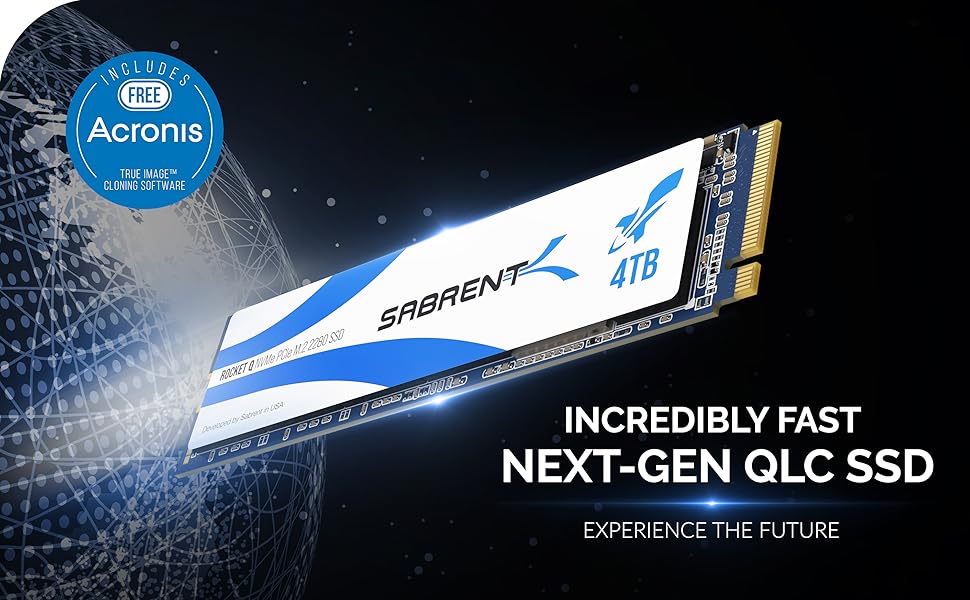 INCLUDES
FREE
Acronis
TRUE IMAGE™
CLONING SOFTWARE
4TB
SABRENT
ROCKET Q NVMe PCIe M.2 2280 SSD
Developed by Sabrent in USA
INCREDIBLY FAST
NEXT-GEN QLC SSD
EXPERIENCE THE FUTURE